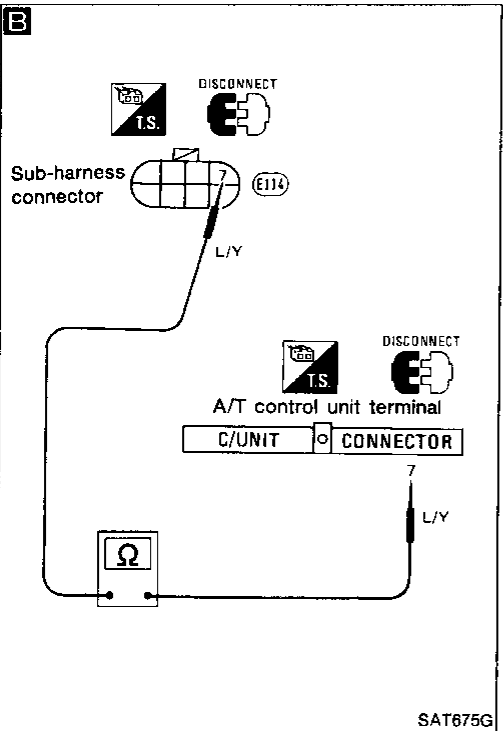 B
DISCONNECT
T.S.
Sub-harness
connector
7
E114
L/Y
DISCONNECT
T.S.
A/T control unit terminal
C/UNIT CONNECTOR
7
L/Y
Ω
SAT675G